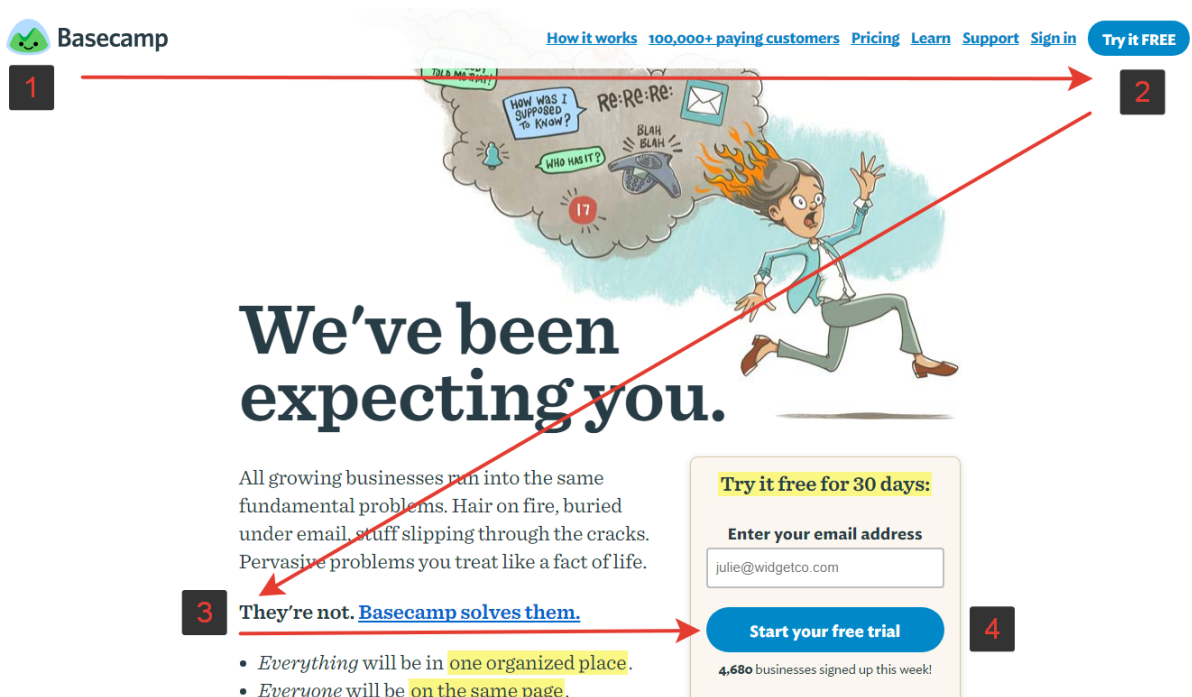 Basecamp
How it works 100,000+ paying customers Pricing Learn Support Sign in Try it FREE
1
2
TOLD ME THAT!
HOW WAS I
SUPPOSED
TO KNOW?
Re:Re:Re:
BLAH
BLAH
WHO HAS IT?
17
We've been
expecting you.
All growing businesses run into the same
fundamental problems. Hair on fire, buried
under email, stuff slipping through the cracks.
Pervasive problems you treat like a fact of life.
3
They're not. Basecamp solves them.
• Everything will be in one organized place.
• Everyone will be on the same page.
Try it free for 30 days:
Enter your email address
julie@widgetco.com
Start your free trial
4
4,680 businesses signed up this week!